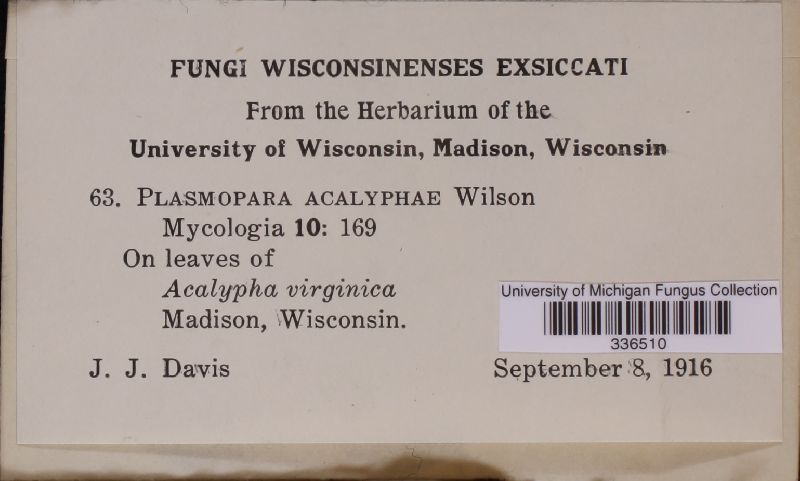 FUNGI WISCONSINENSES EXSICCATI
From the Herbarium of the
University of Wisconsin, Madison, Wisconsin
63. PLASMOPARA ACALYPHAE Wilson
Mycologia 10: 169
On leaves of
Acalypha virginica
Madison, Wisconsin.
J. J. Davis
September 8, 1916
University of Michigan Fungus Collection
336510